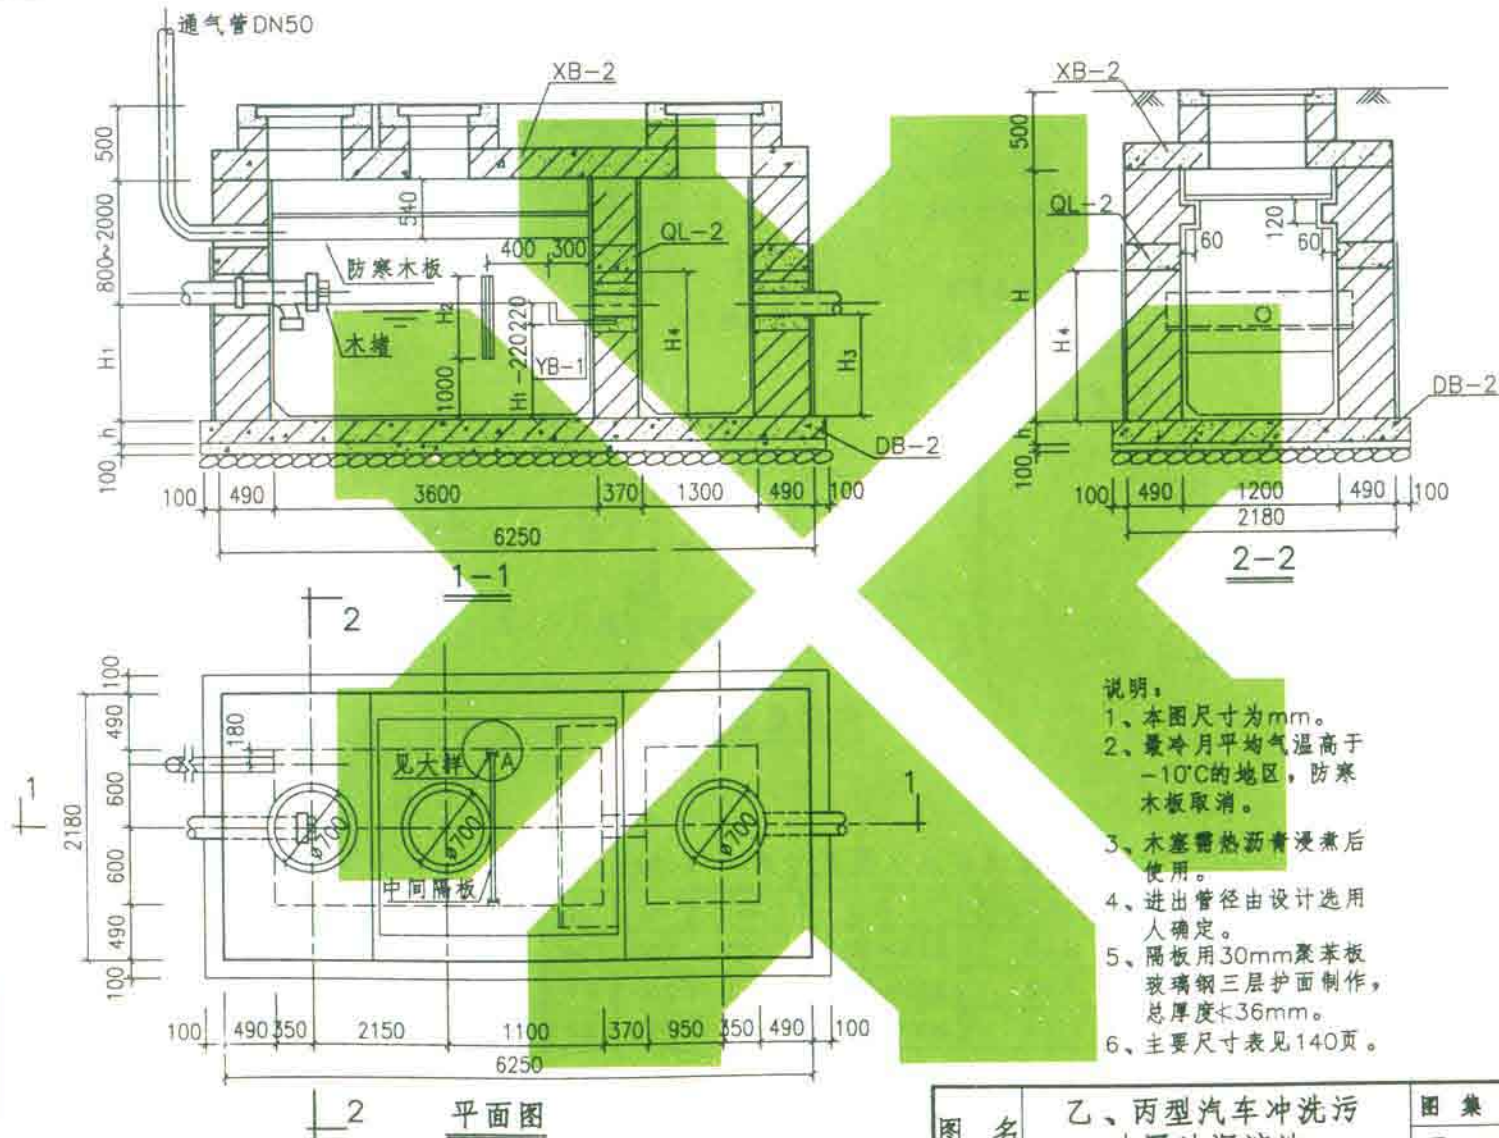 通气管DN50
XB-2
500
800~2000
H1
h
100
540
防寒木板
木堵
400
300
QL-2
H2
1000
220
220
H1-220
YB-1
H4
H3
DB-2
100 490 3600 370 1300 490 100
6250
1-1
XB-2
500
QL-2
120
60
60
H
H4
DB-2
h
100
100 490 1200 490 100
2180
2-2
2
100
490
180
600
600
490
100
2180
见大样
A
1
1
ø700
ø700
ø700
中间隔板
100 490 350 2150 1100 370 950 350 490 100
6250
2
平面图
说明:
1、本图尺寸为mm。
2、最冷月平均气温高于
-10°C的地区,防寒
木板取消。
3、木塞需热沥青浸煮后
使用。
4、进出管径由设计选用
人确定。
5、隔板用30mm聚苯板
玻璃钢三层护面制作,
总厚度≮36mm。
6、主要尺寸表见140页。
图 名
乙、丙型汽车冲洗污
图 集